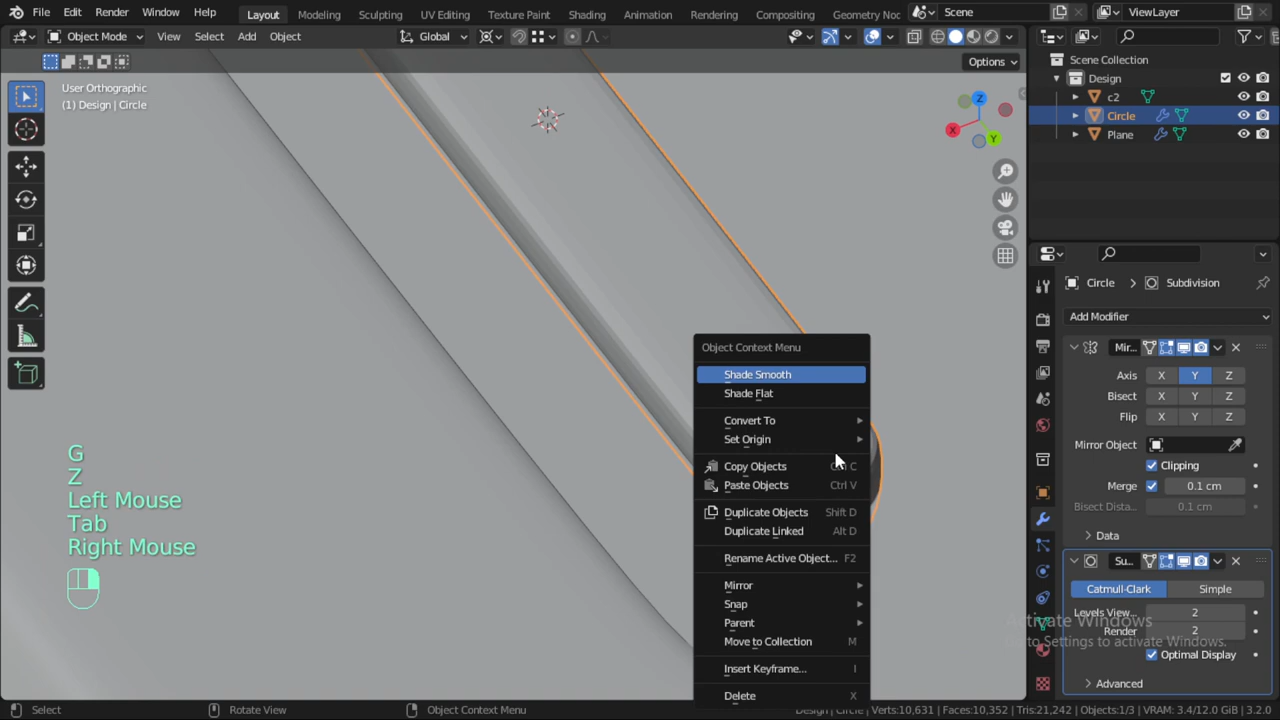 File Edit Render Window Help Layout Modeling Sculpting UV Editing Texture Paint Shading Animation Rendering Compositing Geometry Noc Scene ViewLayer
Object Mode View Select Add Object Global
Options
User Orthographic
(1) Design | Circle
Z
X
Y
Scene Collection
Design
c2
Circle
Plane
Circle > Subdivision
Add Modifier
Mir...
Axis X Y Z
Bisect X Y Z
Flip X Y Z
Mirror Object
Clipping
Merge 0.1 cm
Bisect Dista... 0.1 cm
Data
Su...
Catmull-Clark Simple
Levels View... 2
Render 2
Optimal Display
Advanced
Activate Windows
Go to Settings to activate Windows.
Object Context Menu
Shade Smooth
Shade Flat
Convert To
Set Origin
Copy Objects Ctrl C
Paste Objects Ctrl V
Duplicate Objects Shift D
Duplicate Linked Alt D
Rename Active Object... F2
Mirror
Snap
Parent
Move to Collection M
Insert Keyframe... I
Delete X
G
Z
Left Mouse
Tab
Right Mouse
Select Rotate View Object Context Menu Design | Circle | Verts:10,631 | Faces:10,352 | Tris:21,242 | Objects:1/3 | VRAM: 3.4/12.0 GiB | 3.2.0